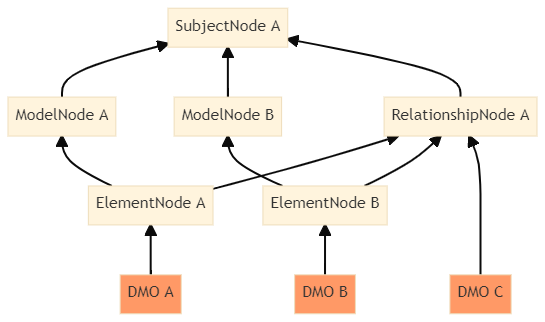 SubjectNode A
ModelNode A
ModelNode B
RelationshipNode A
ElementNode A
ElementNode B
DMO A
DMO B
DMO C